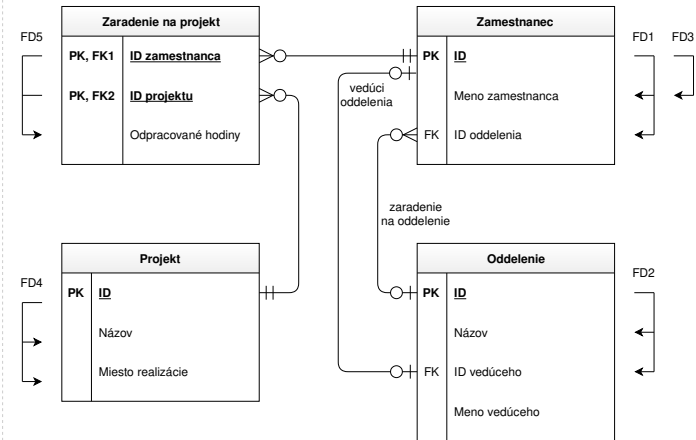 Zaradenie na projekt
FD5
PK, FK1 ID zamestnanca
PK, FK2 ID projektu
Odpracované hodiny
Zamestnanec
FD1 FD3
PK ID
Meno zamestnanca
FK ID oddelenia
vedúci
oddelenia
zaradenie
na oddelenie
Projekt
FD4
PK ID
Názov
Miesto realizácie
Oddelenie
FD2
PK ID
Názov
FK ID vedúceho
Meno vedúceho